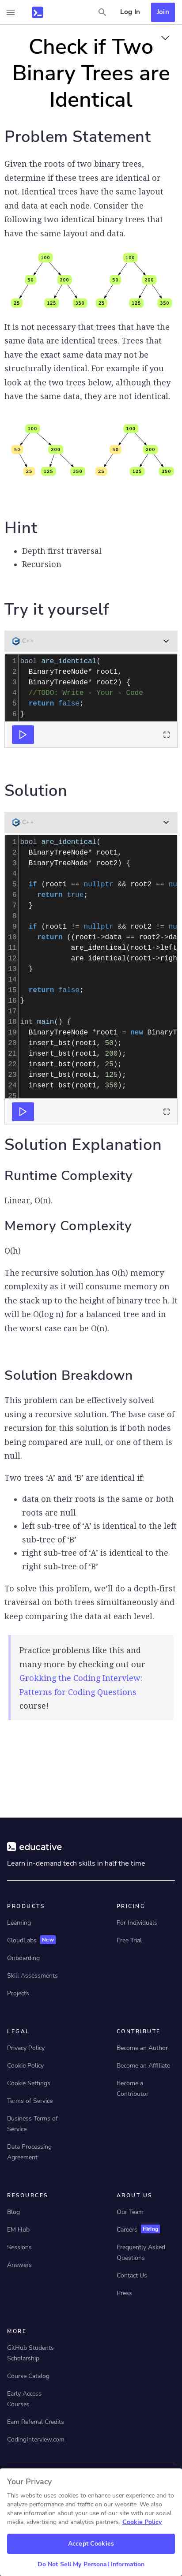 Log In
Join
Check if Two
Binary Trees are
Identical
Problem Statement
Given the roots of two binary trees,
determine if these trees are identical or
not. Identical trees have the same layout
and data at each node. Consider the
following two identical binary trees that
have the same layout and data.
100 100
50 200 50 200
25 125 350 25 125 350
It is not necessary that trees that have the
same data are identical trees. Trees that
have the exact same data may not be
structurally identical. For example if you
look at the two trees below, although they
have the same data, they are not identical.
100 100
50 200 50 200
25 125 350 25 125 350
Hint
Depth first traversal
Recursion
Try it yourself
C++
1 bool are_identical(
2 BinaryTreeNode* root1,
3 BinaryTreeNode* root2) {
4 //TODO: Write - Your - Code
5 return false;
6 }
Solution
C++
1 bool are_identical(
2 BinaryTreeNode* root1,
3 BinaryTreeNode* root2) {
4
5 if (root1 == nullptr && root2 == nu
6 return true;
7 }
8
9 if (root1 != nullptr && root2 != nu
10 return ((root1->data == root2->da
11 are_identical(root1->left
12 are_identical(root1->righ
13 }
14
15 return false;
16 }
17
18 int main() {
19 BinaryTreeNode *root1 = new BinaryT
20 insert_bst(root1, 50);
21 insert_bst(root1, 200);
22 insert_bst(root1, 25);
23 insert_bst(root1, 125);
24 insert_bst(root1, 350);
25
Solution Explanation
Runtime Complexity
Linear, O(n).
Memory Complexity
O(h)
The recursive solution has O(h) memory
complexity as it will consume memory on
the stack up to the height of binary tree h. It
will be O(log n) for a balanced tree and in
the worst case can be O(n).
Solution Breakdown
This problem can be effectively solved
using a recursive solution. The base case of
recursion for this solution is if both nodes
being compared are null, or one of them is
null.
Two trees ‘A’ and ‘B’ are identical if:
data on their roots is the same or both
roots are null
left sub-tree of ‘A’ is identical to the left
sub-tree of ‘B’
right sub-tree of ‘A’ is identical to the
right sub-tree of ‘B’
To solve this problem, we’ll do a depth-first
traversal on both trees simultaneously and
keep comparing the data at each level.
Practice problems like this and
many more by checking out our
Grokking the Coding Interview:
Patterns for Coding Questions
course!
educative
Learn in-demand tech skills in half the time
PRODUCTS
Learning
CloudLabs New
Onboarding
Skill Assessments
Projects
PRICING
For Individuals
Free Trial
LEGAL
Privacy Policy
Cookie Policy
Cookie Settings
Terms of Service
Business Terms of
Service
Data Processing
Agreement
CONTRIBUTE
Become an Author
Become an Affiliate
Become a
Contributor
RESOURCES
Blog
EM Hub
Sessions
Answers
ABOUT US
Our Team
Careers Hiring
Frequently Asked
Questions
Contact Us
Press
MORE
GitHub Students
Scholarship
Course Catalog
Early Access
Courses
Earn Referral Credits
CodingInterview.com
Your Privacy
This website uses cookies to enhance user experience and to
analyze performance and traffic on our website. We also share
information about your use of our site with our social media,
advertising and analytics partners. Cookie Policy
Accept Cookies
Do Not Sell My Personal Information